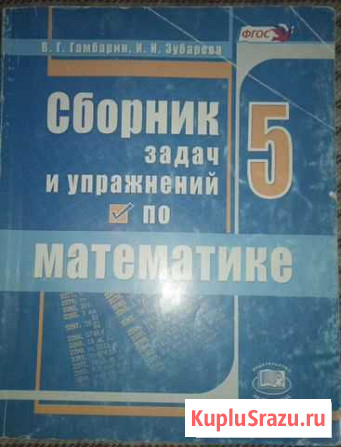 В. Г. Гамбарин, И. И. Зубарева
ФГОС
Сборник
задач
и упражнений
по
5
математике
KupluSrazu.ru